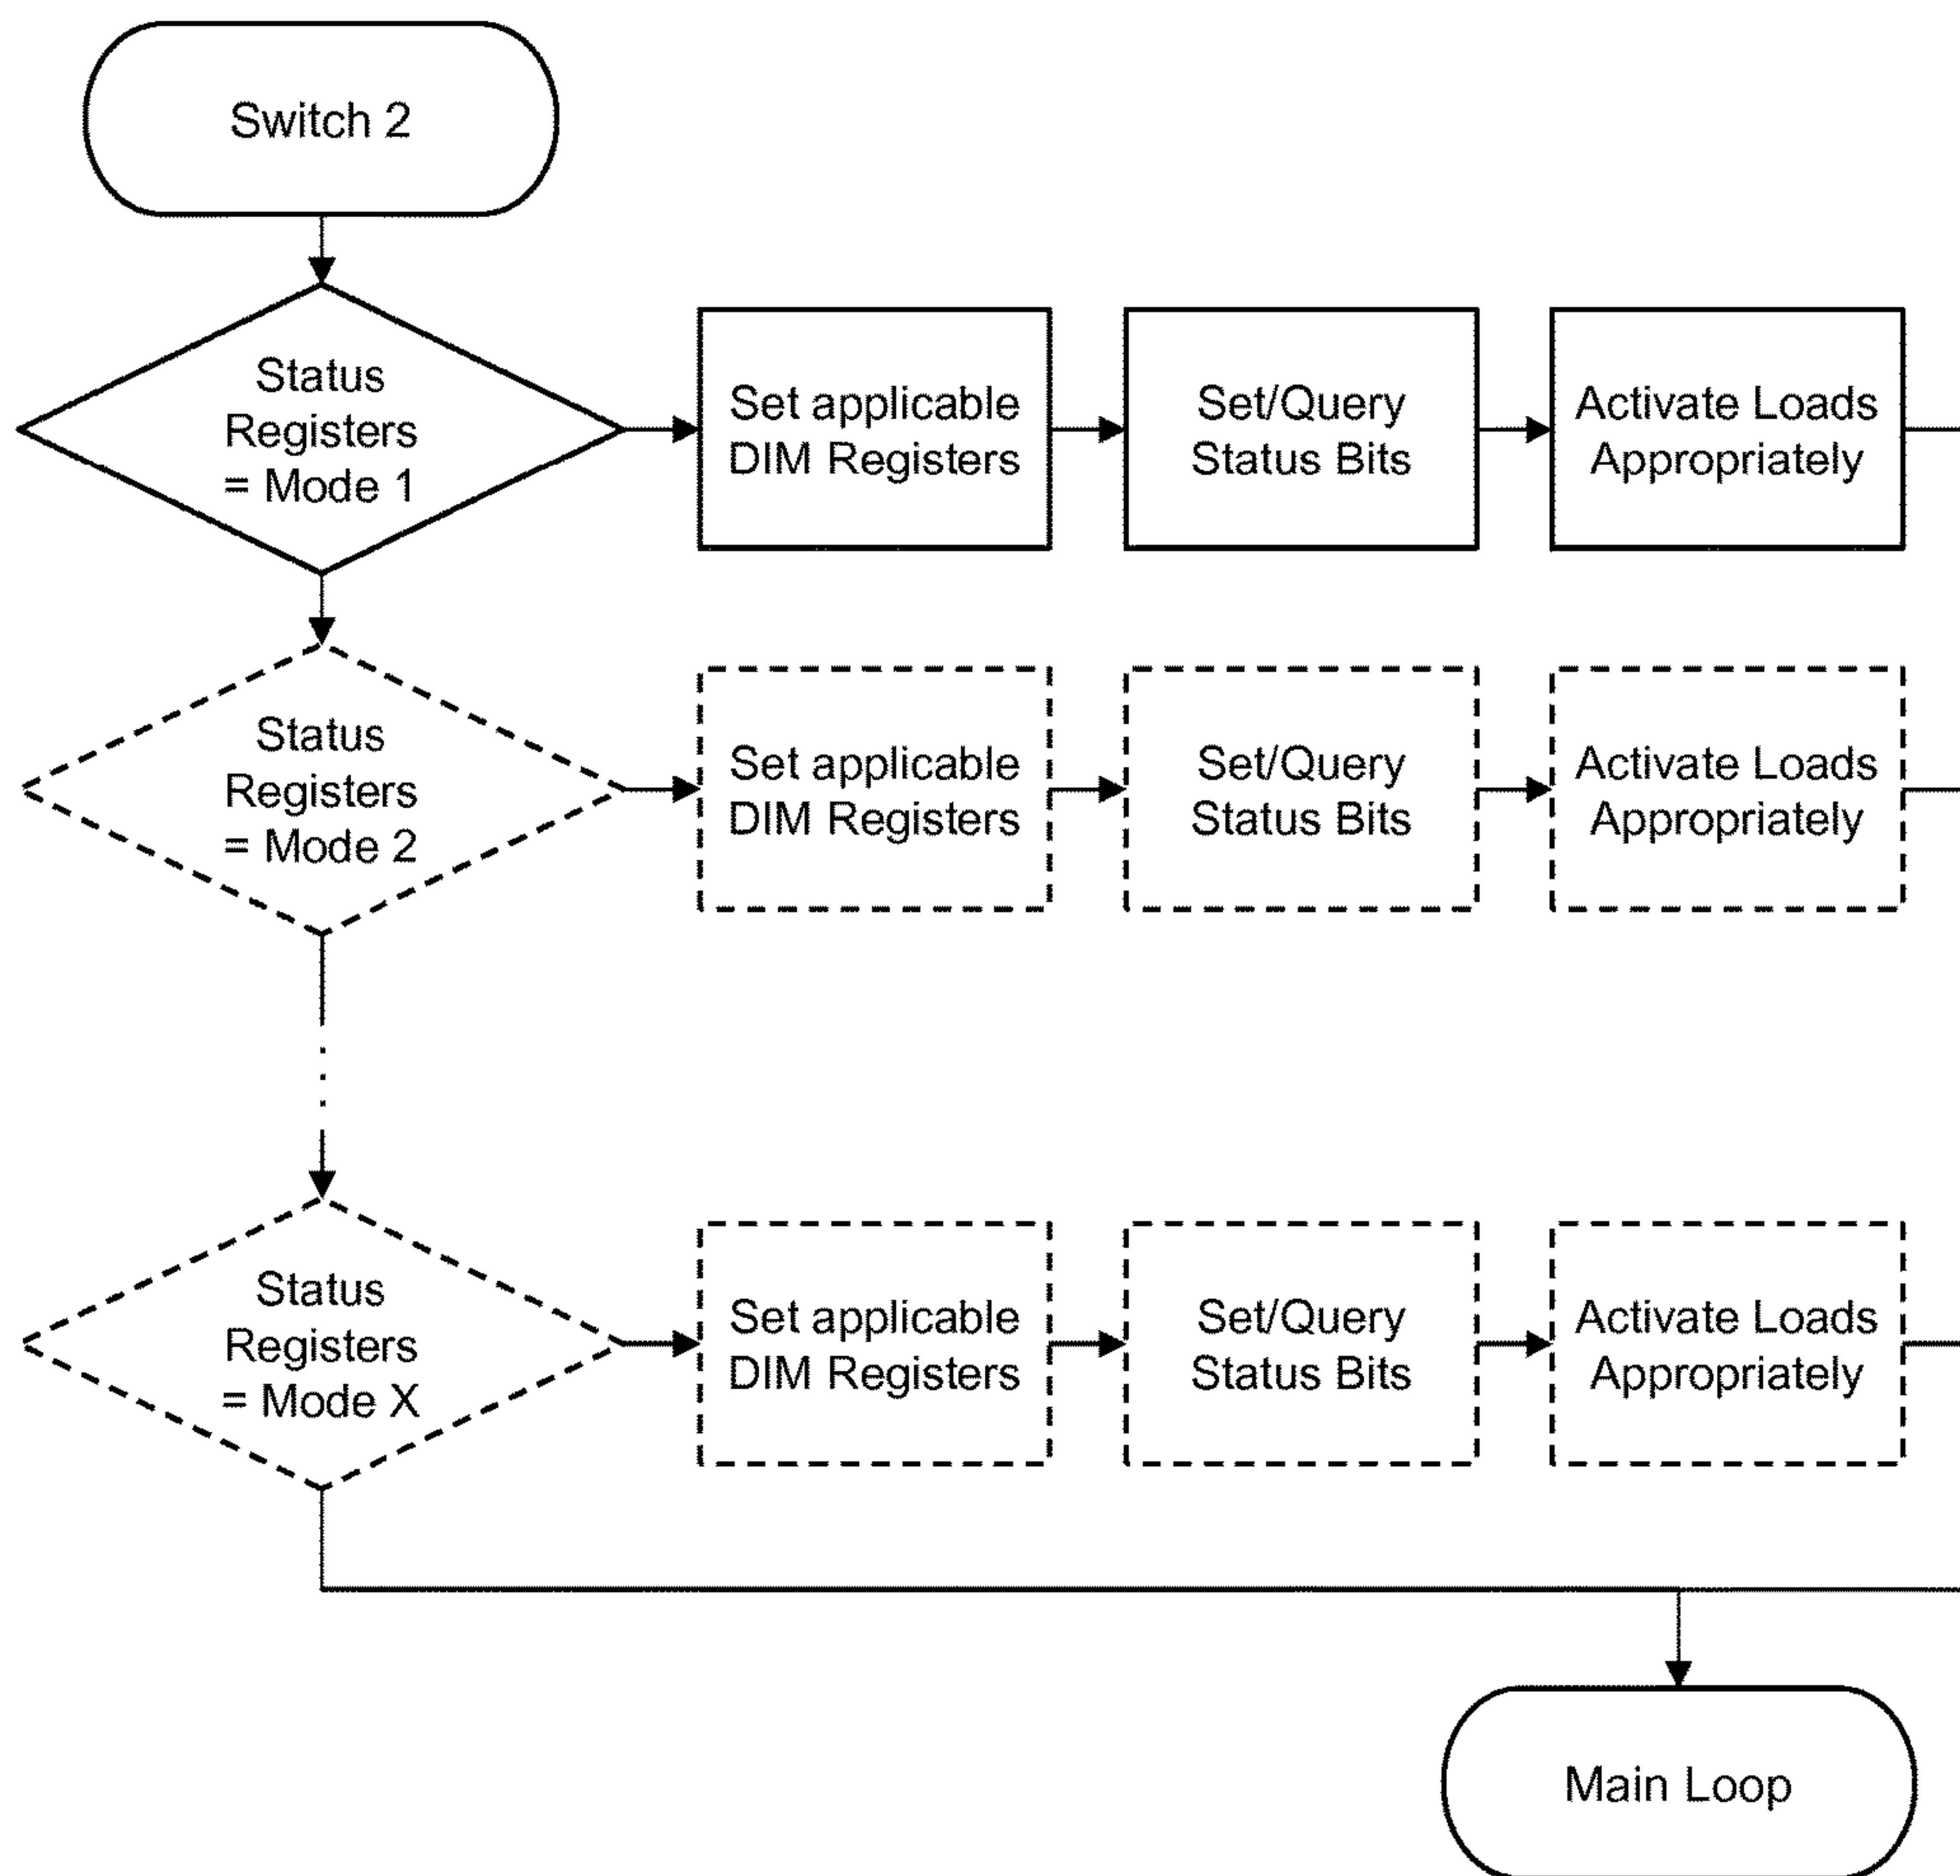 Switch 2
Status
Registers
= Mode 1
Set applicable
DIM Registers
Set/Query
Status Bits
Activate Loads
Appropriately
Status
Registers
= Mode 2
Set applicable
DIM Registers
Set/Query
Status Bits
Activate Loads
Appropriately
Status
Registers
= Mode X
Set applicable
DIM Registers
Set/Query
Status Bits
Activate Loads
Appropriately
Main Loop